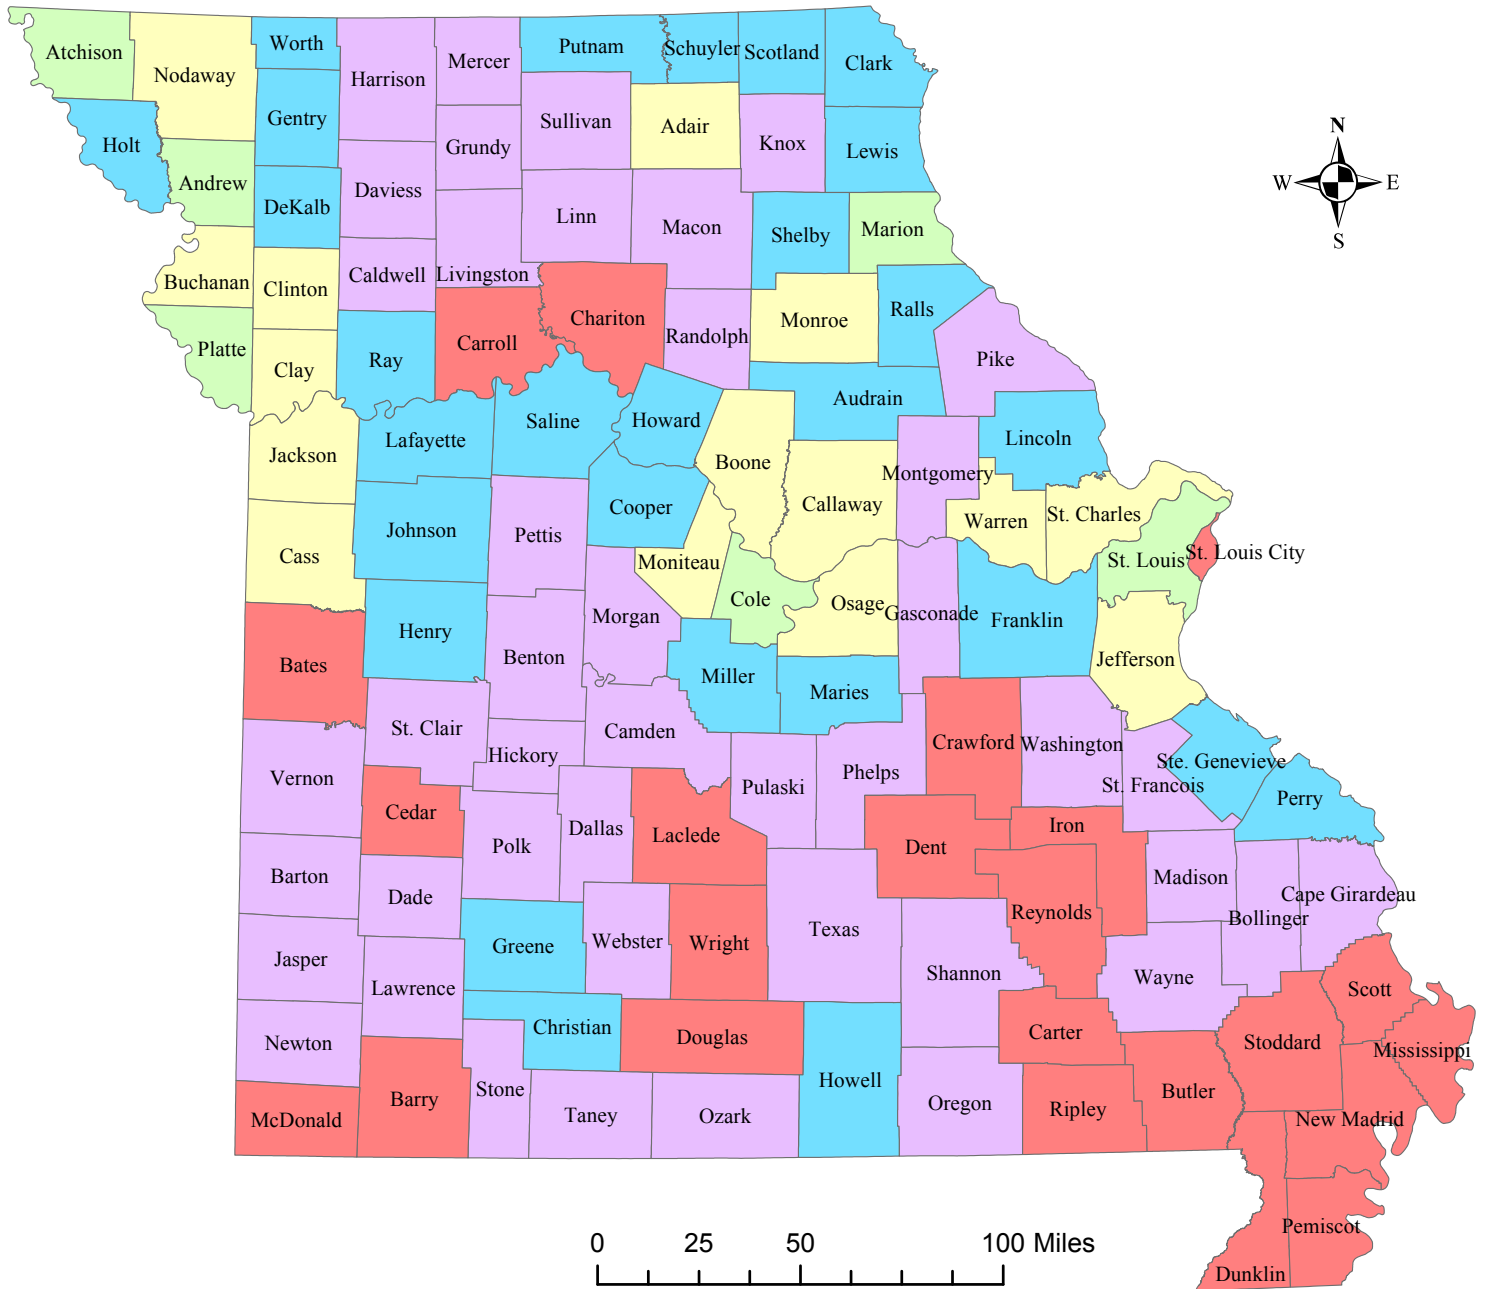 Atchison
Nodaway
Worth
Harrison
Mercer
Putnam
Schuyler
Scotland
Clark
Holt
Gentry
Grundy
Sullivan
Adair
Knox
Lewis
N
W
E
S
Andrew
DeKalb
Daviess
Linn
Macon
Shelby
Marion
Buchanan
Clinton
Caldwell
Livingston
Chariton
Randolph
Monroe
Ralls
Platte
Clay
Ray
Carroll
Pike
Audrain
Saline
Howard
Lafayette
Lincoln
Jackson
Boone
Montgomery
Cooper
Callaway
Warren
St. Charles
Johnson
Pettis
Cass
Moniteau
St. Louis
St. Louis City
Cole
Osage
Morgan
Gasconade
Franklin
Henry
Benton
Bates
Miller
Maries
Jefferson
St. Clair
Camden
Crawford
Washington
Hickory
Ste. Genevieve
Vernon
Phelps
Pulaski
St. Francois
Perry
Cedar
Dallas
Laclede
Iron
Polk
Dent
Barton
Dade
Madison
Cape Girardeau
Reynolds
Bollinger
Greene
Webster
Wright
Texas
Jasper
Lawrence
Shannon
Wayne
Scott
Christian
Douglas
Carter
Stoddard
Newton
Mississippi
Howell
Stone
Barry
McDonald
Taney
Ozark
Oregon
Ripley
Butler
New Madrid
Pemiscot
Dunklin
0 25 50 100 Miles